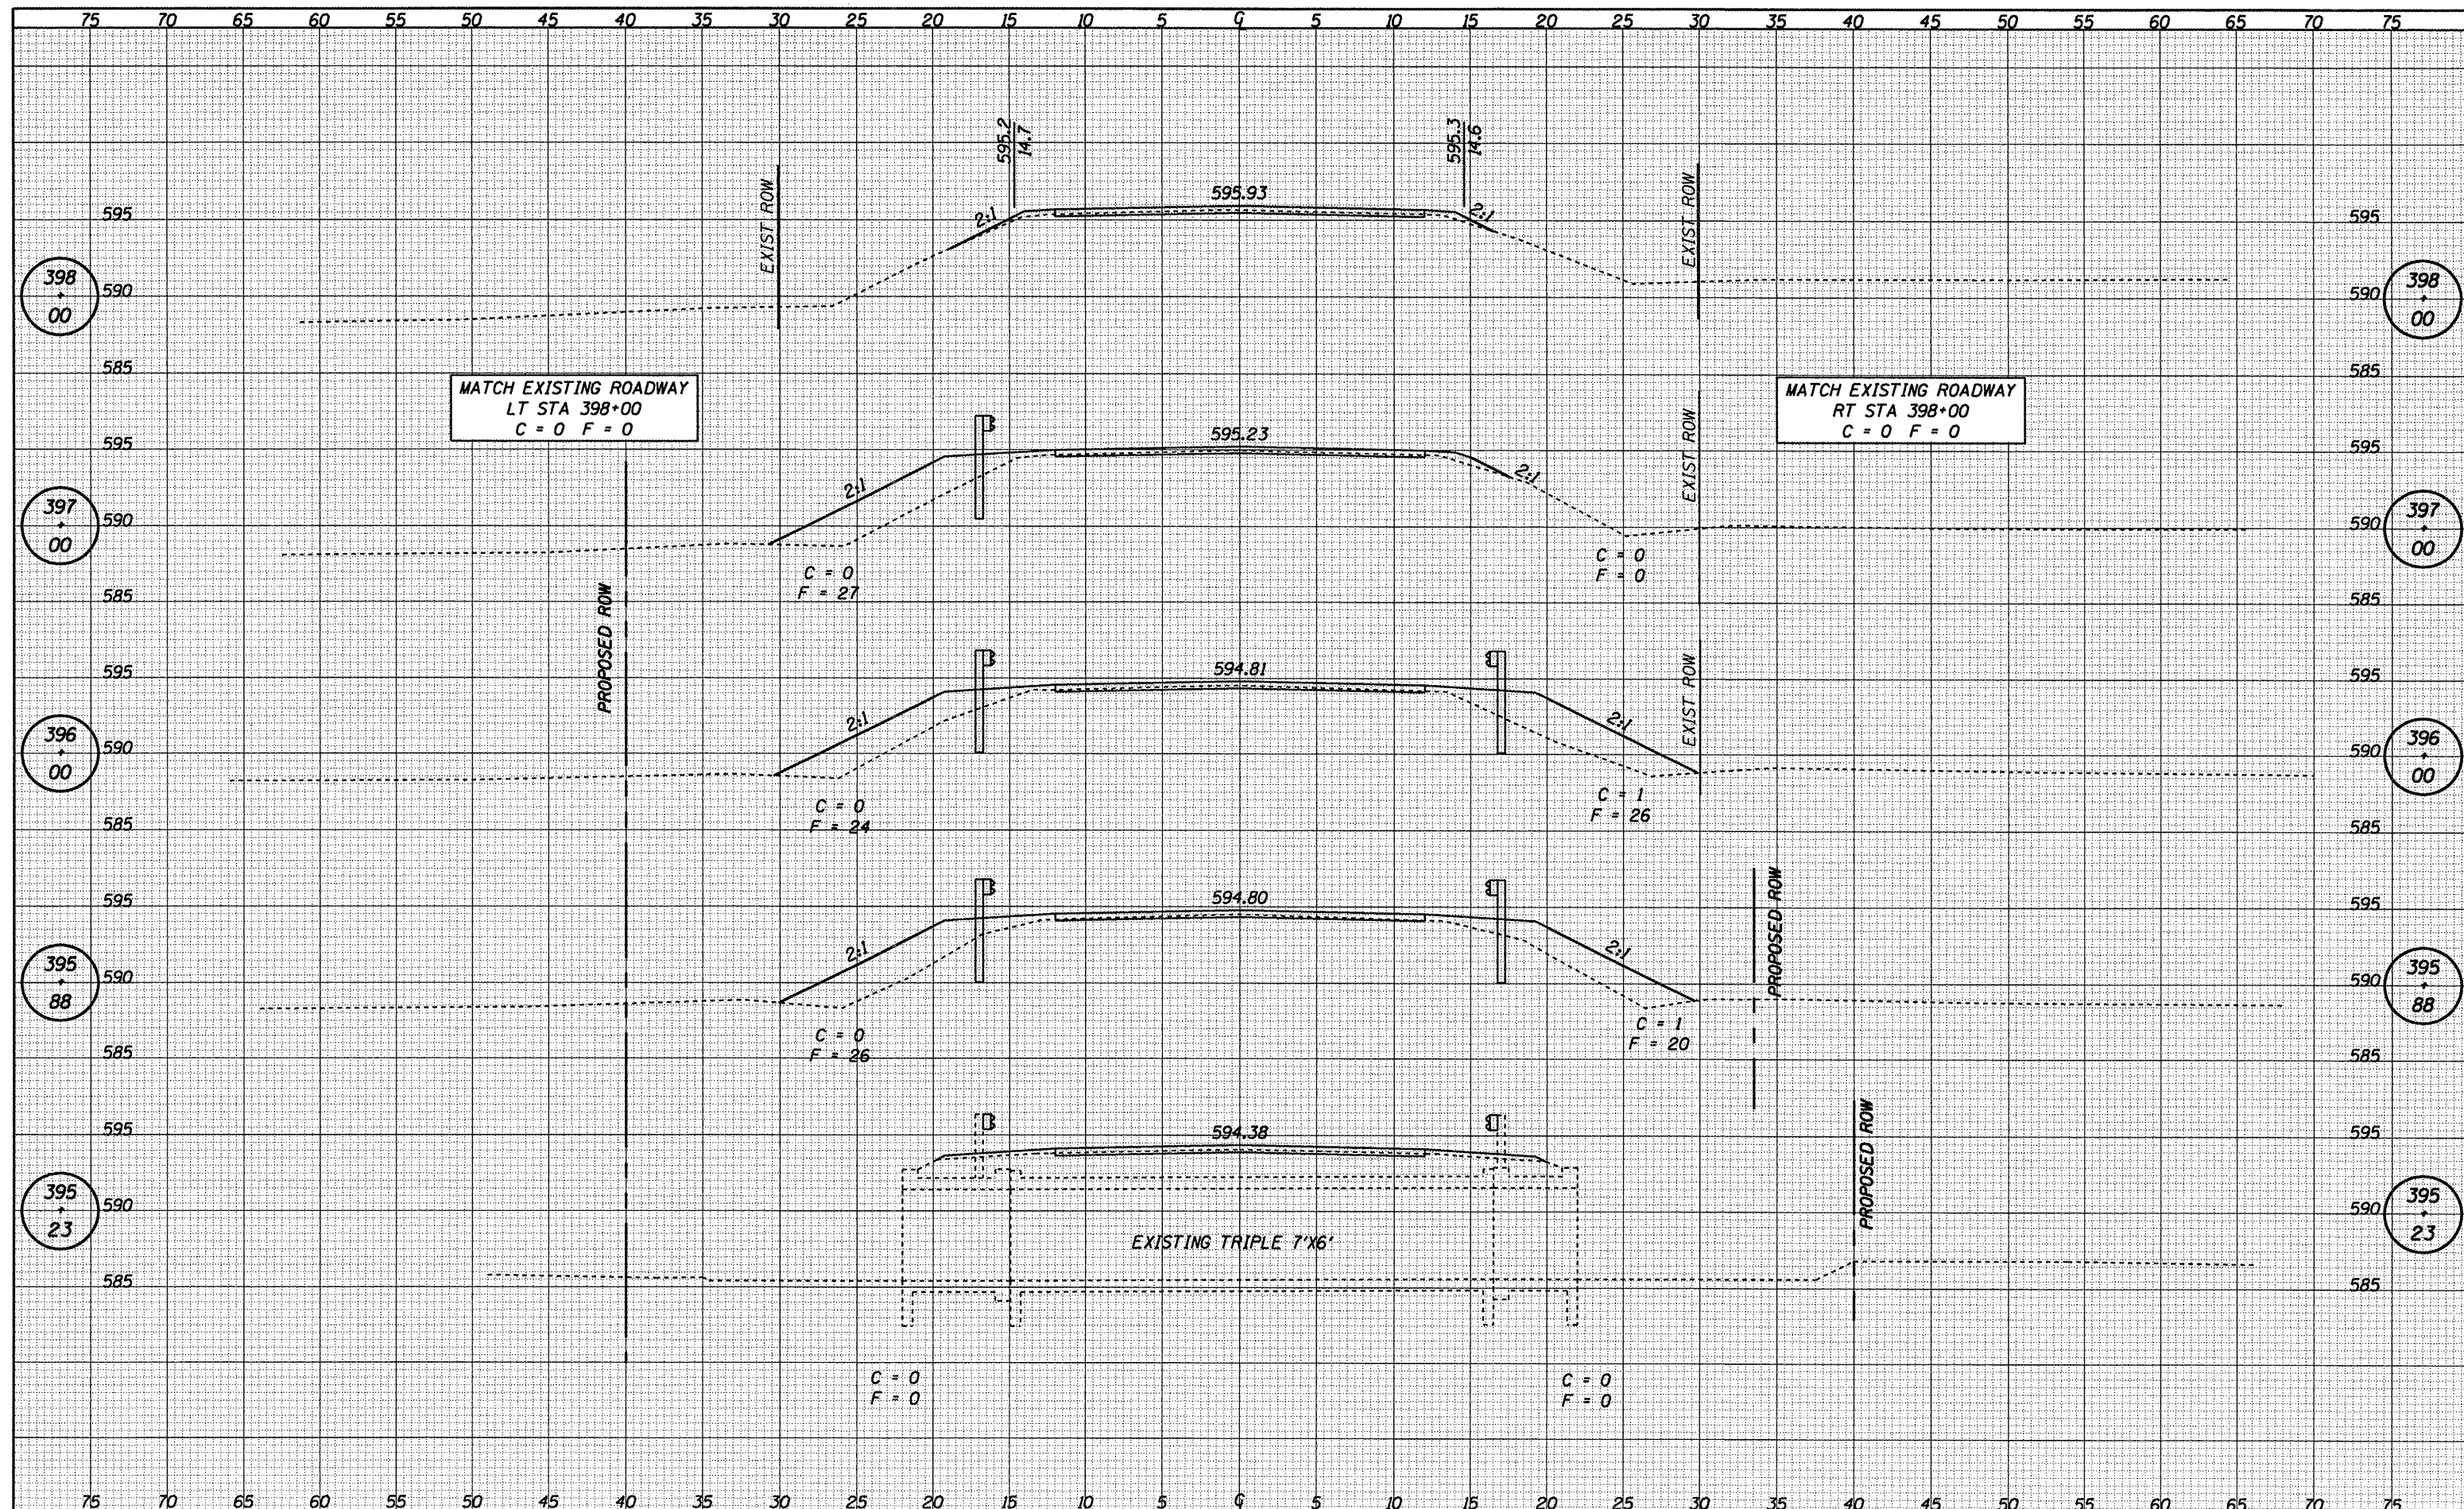 75 70 65 60 55 50 45 40 35 30 25 20 15 10 5 ℄ 5 10 15 20 25 30 35 40 45 50 55 60 65 70 75
595.2
14.7
595.3
14.6
EXIST ROW
EXIST ROW
595 2:1 595.93 2:1 595
398
+
00
590 590
398
+
00
585 585
MATCH EXISTING ROADWAY
LT STA 398+00
C = 0 F = 0
MATCH EXISTING ROADWAY
RT STA 398+00
C = 0 F = 0
EXIST ROW
595 595.23 595
2:1 2:1
397
+
00
590 590
397
+
00
C = 0
F = 27
C = 0
F = 0
585 585
PROPOSED ROW
EXIST ROW
595 594.81 595
2:1 2:1
396
+
00
590 590
396
+
00
C = 0
F = 24
C = 1
F = 26
585 585
PROPOSED ROW
595 594.80 595
2:1 2:1
395
+
88
590 590
395
+
88
C = 0
F = 26
C = 1
F = 20
585 585
PROPOSED ROW
595 594.38 595
395
+
23
590 590
395
+
23
EXISTING TRIPLE 7'X6'
585 585
C = 0
F = 0
C = 0
F = 0
75 70 65 60 55 50 45 40 35 30 25 20 15 10 5 ℄ 5 10 15 20 25 30 35 40 45 50 55 60 65 70 75